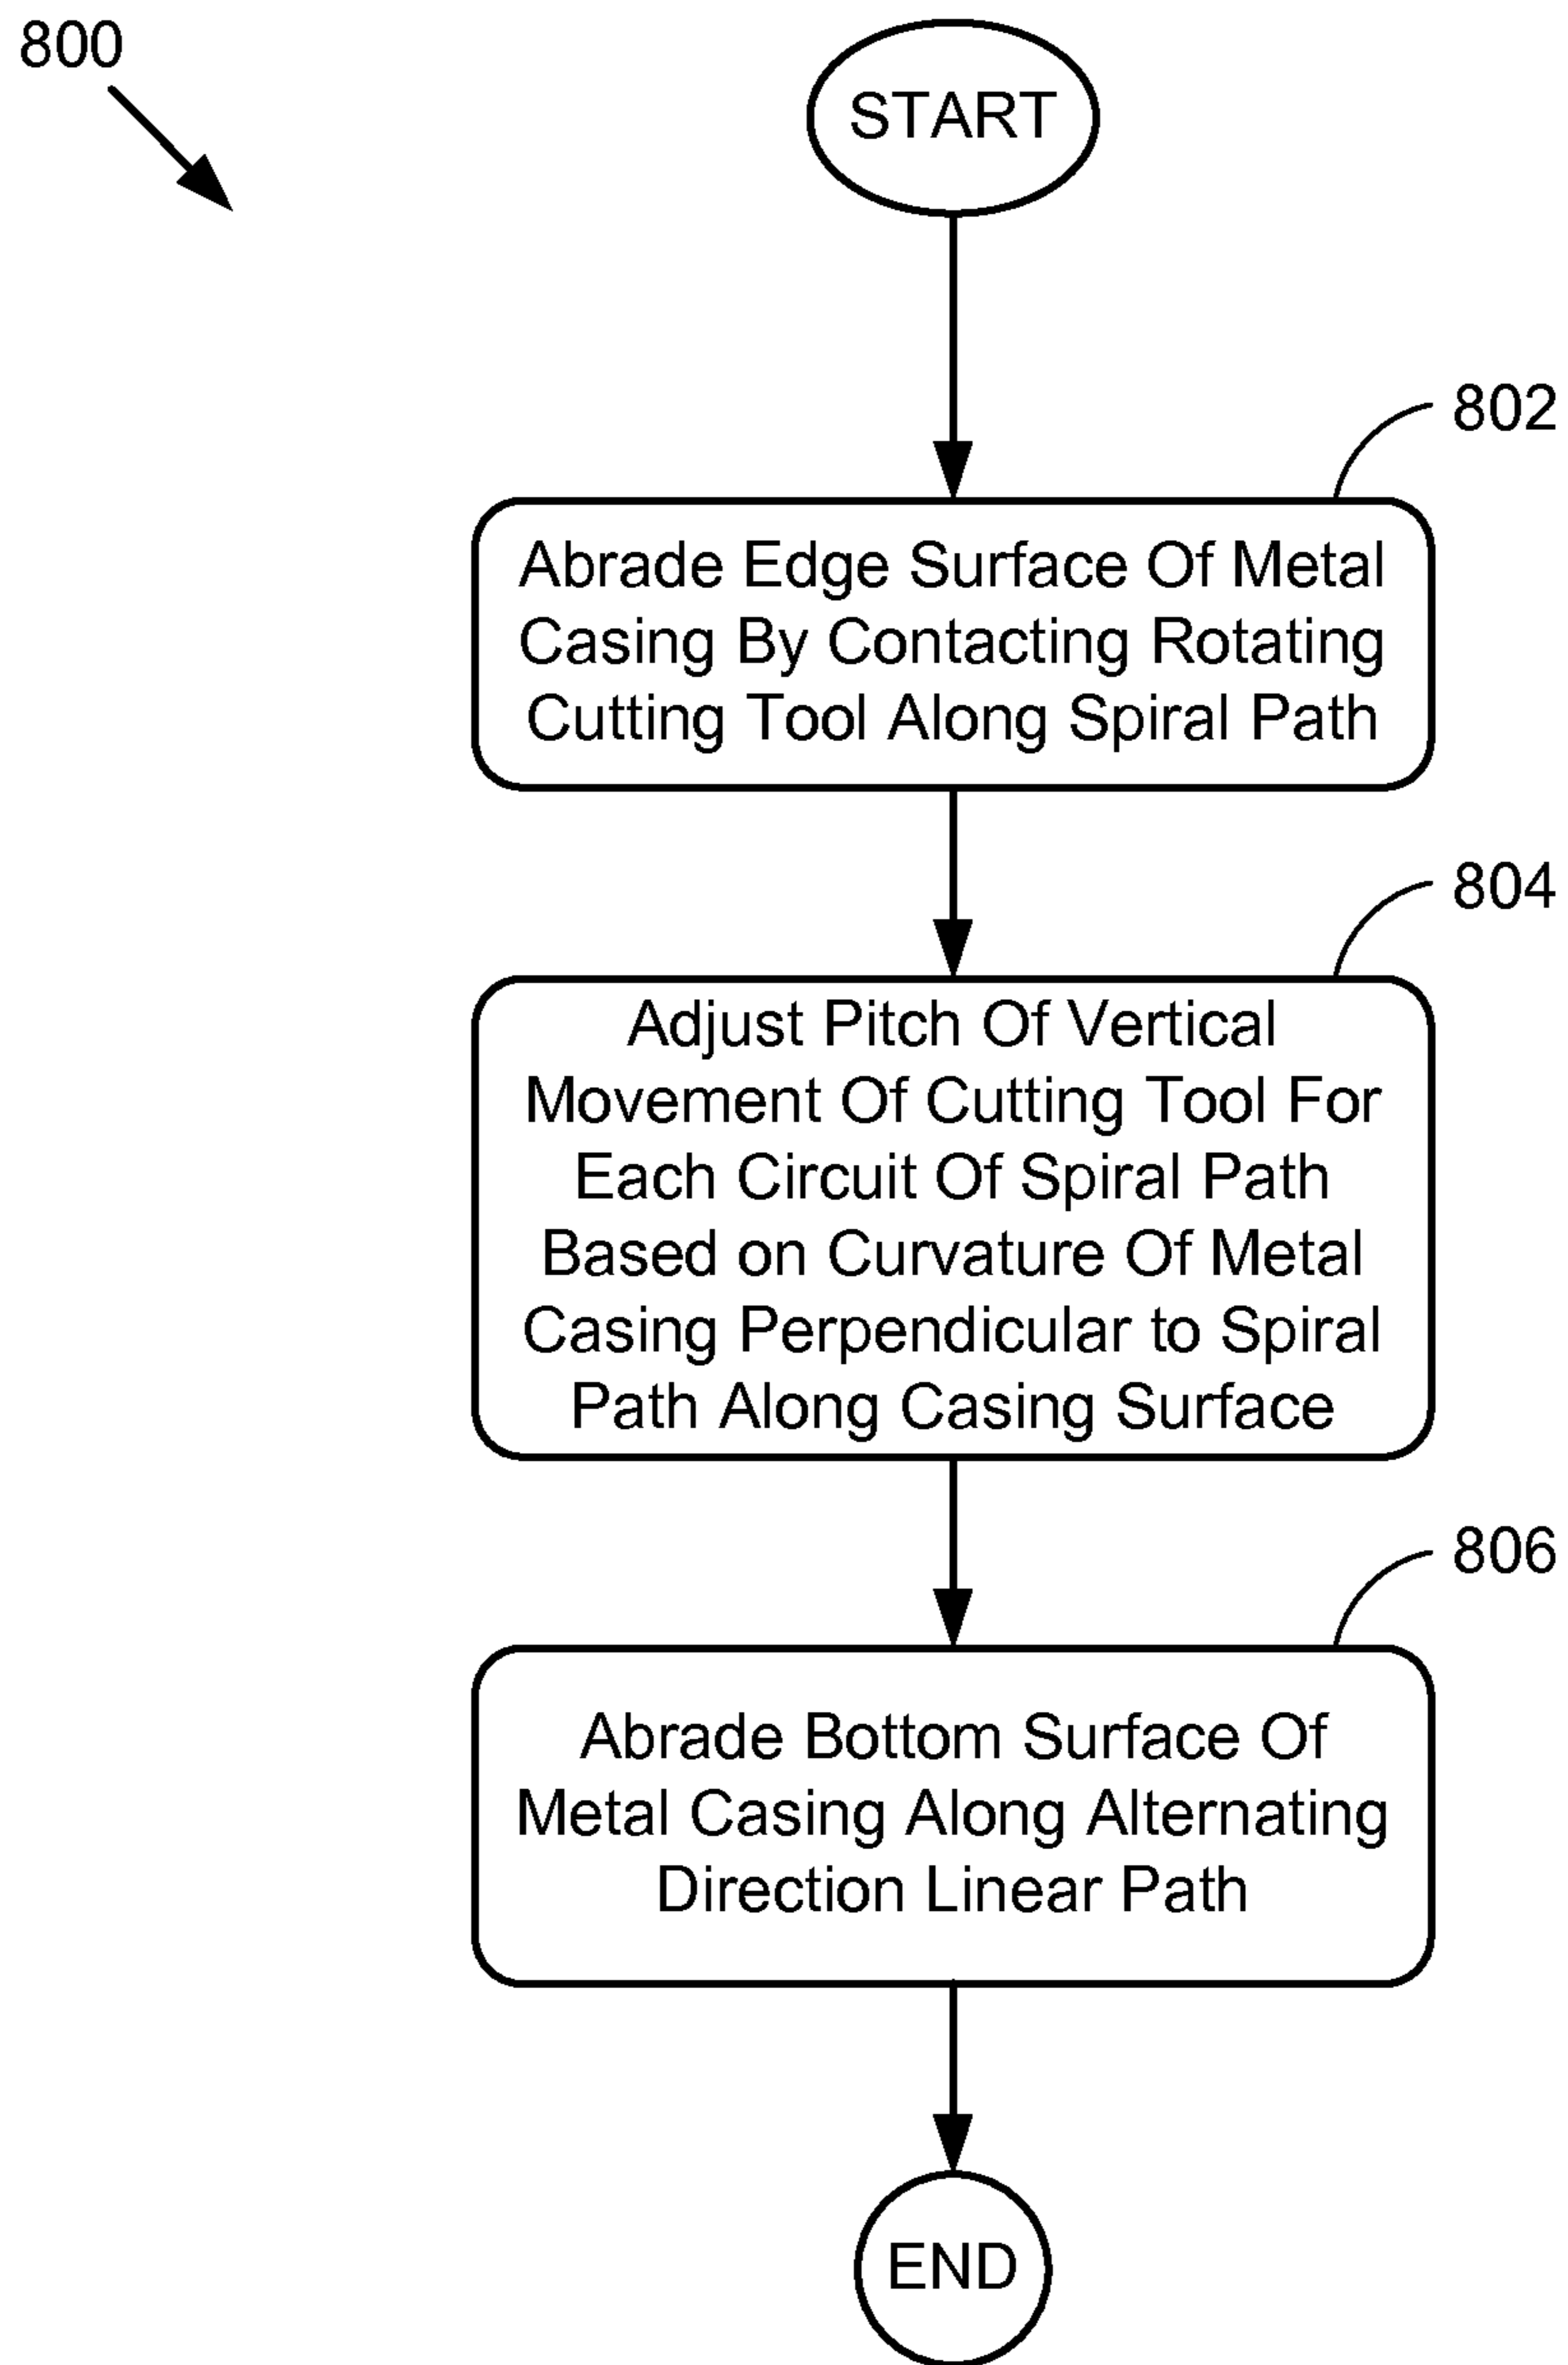 800
START
802
Abrade Edge Surface Of Metal
Casing By Contacting Rotating
Cutting Tool Along Spiral Path
804
Adjust Pitch Of Vertical
Movement Of Cutting Tool For
Each Circuit Of Spiral Path
Based on Curvature Of Metal
Casing Perpendicular to Spiral
Path Along Casing Surface
806
Abrade Bottom Surface Of
Metal Casing Along Alternating
Direction Linear Path
END